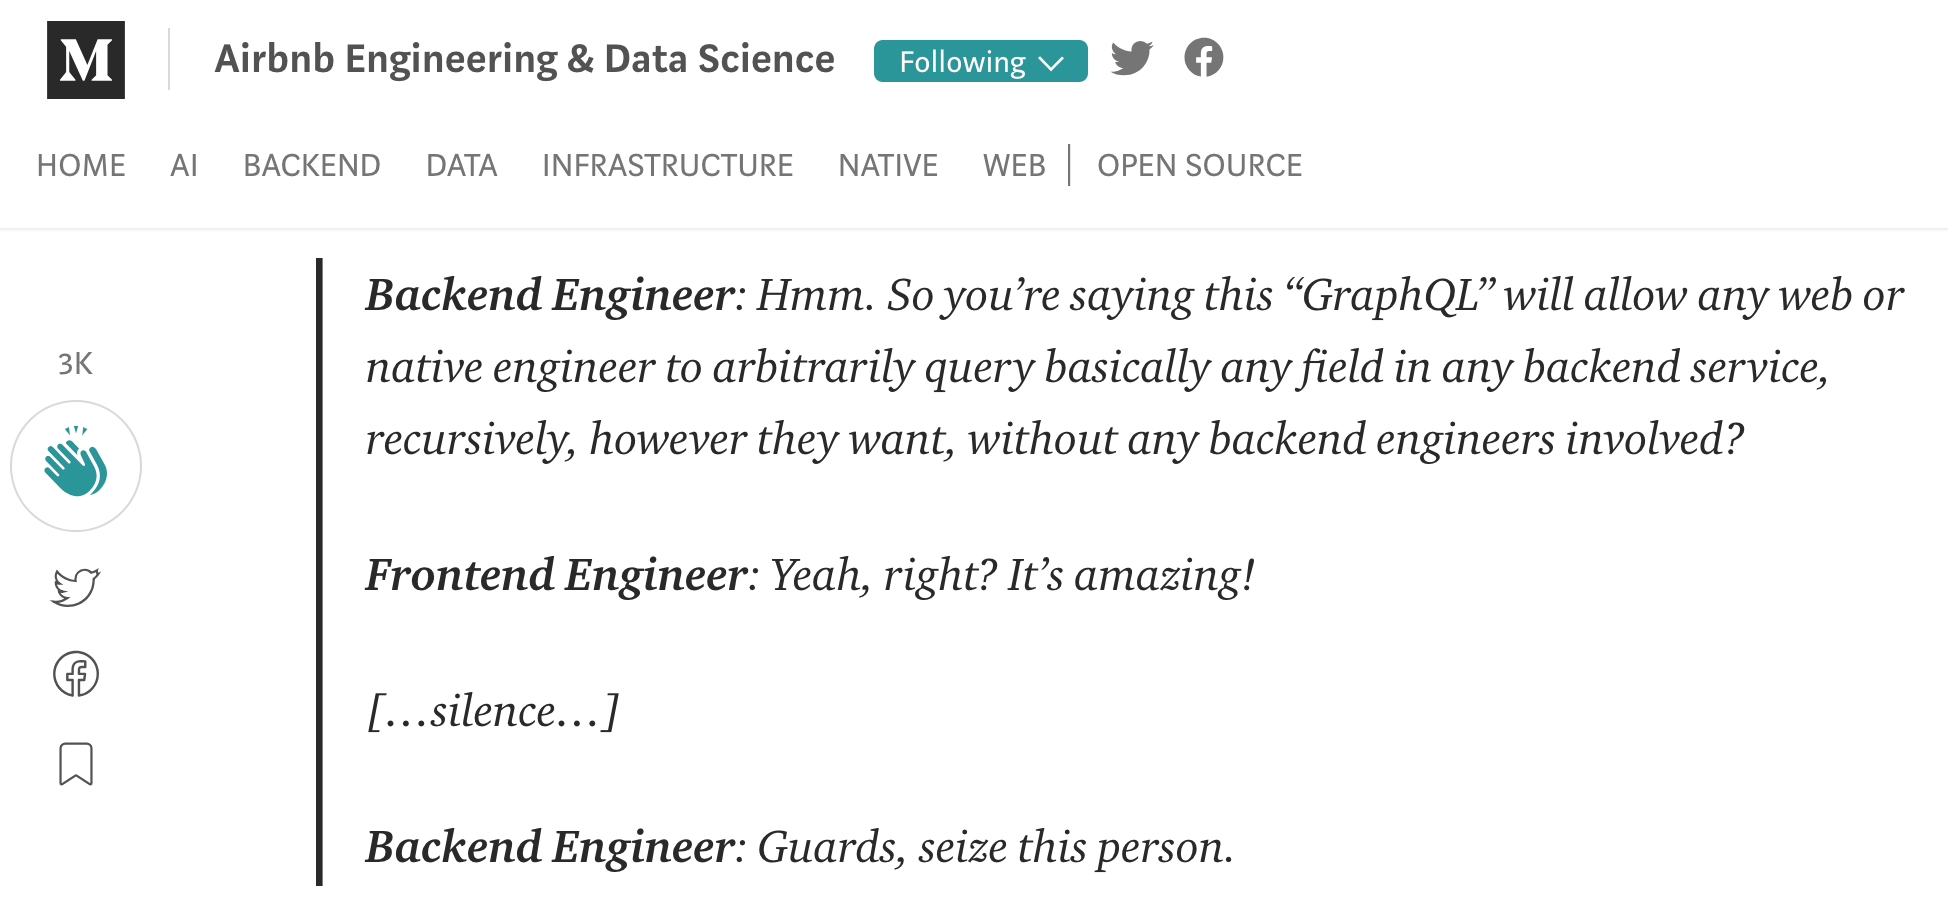 M
Airbnb Engineering & Data Science
Following
HOME AI BACKEND DATA INFRASTRUCTURE NATIVE WEB OPEN SOURCE
3K
Backend Engineer: Hmm. So you’re saying this “GraphQL” will allow any web or
native engineer to arbitrarily query basically any field in any backend service,
recursively, however they want, without any backend engineers involved?
Frontend Engineer: Yeah, right? It’s amazing!
[…silence…]
Backend Engineer: Guards, seize this person.